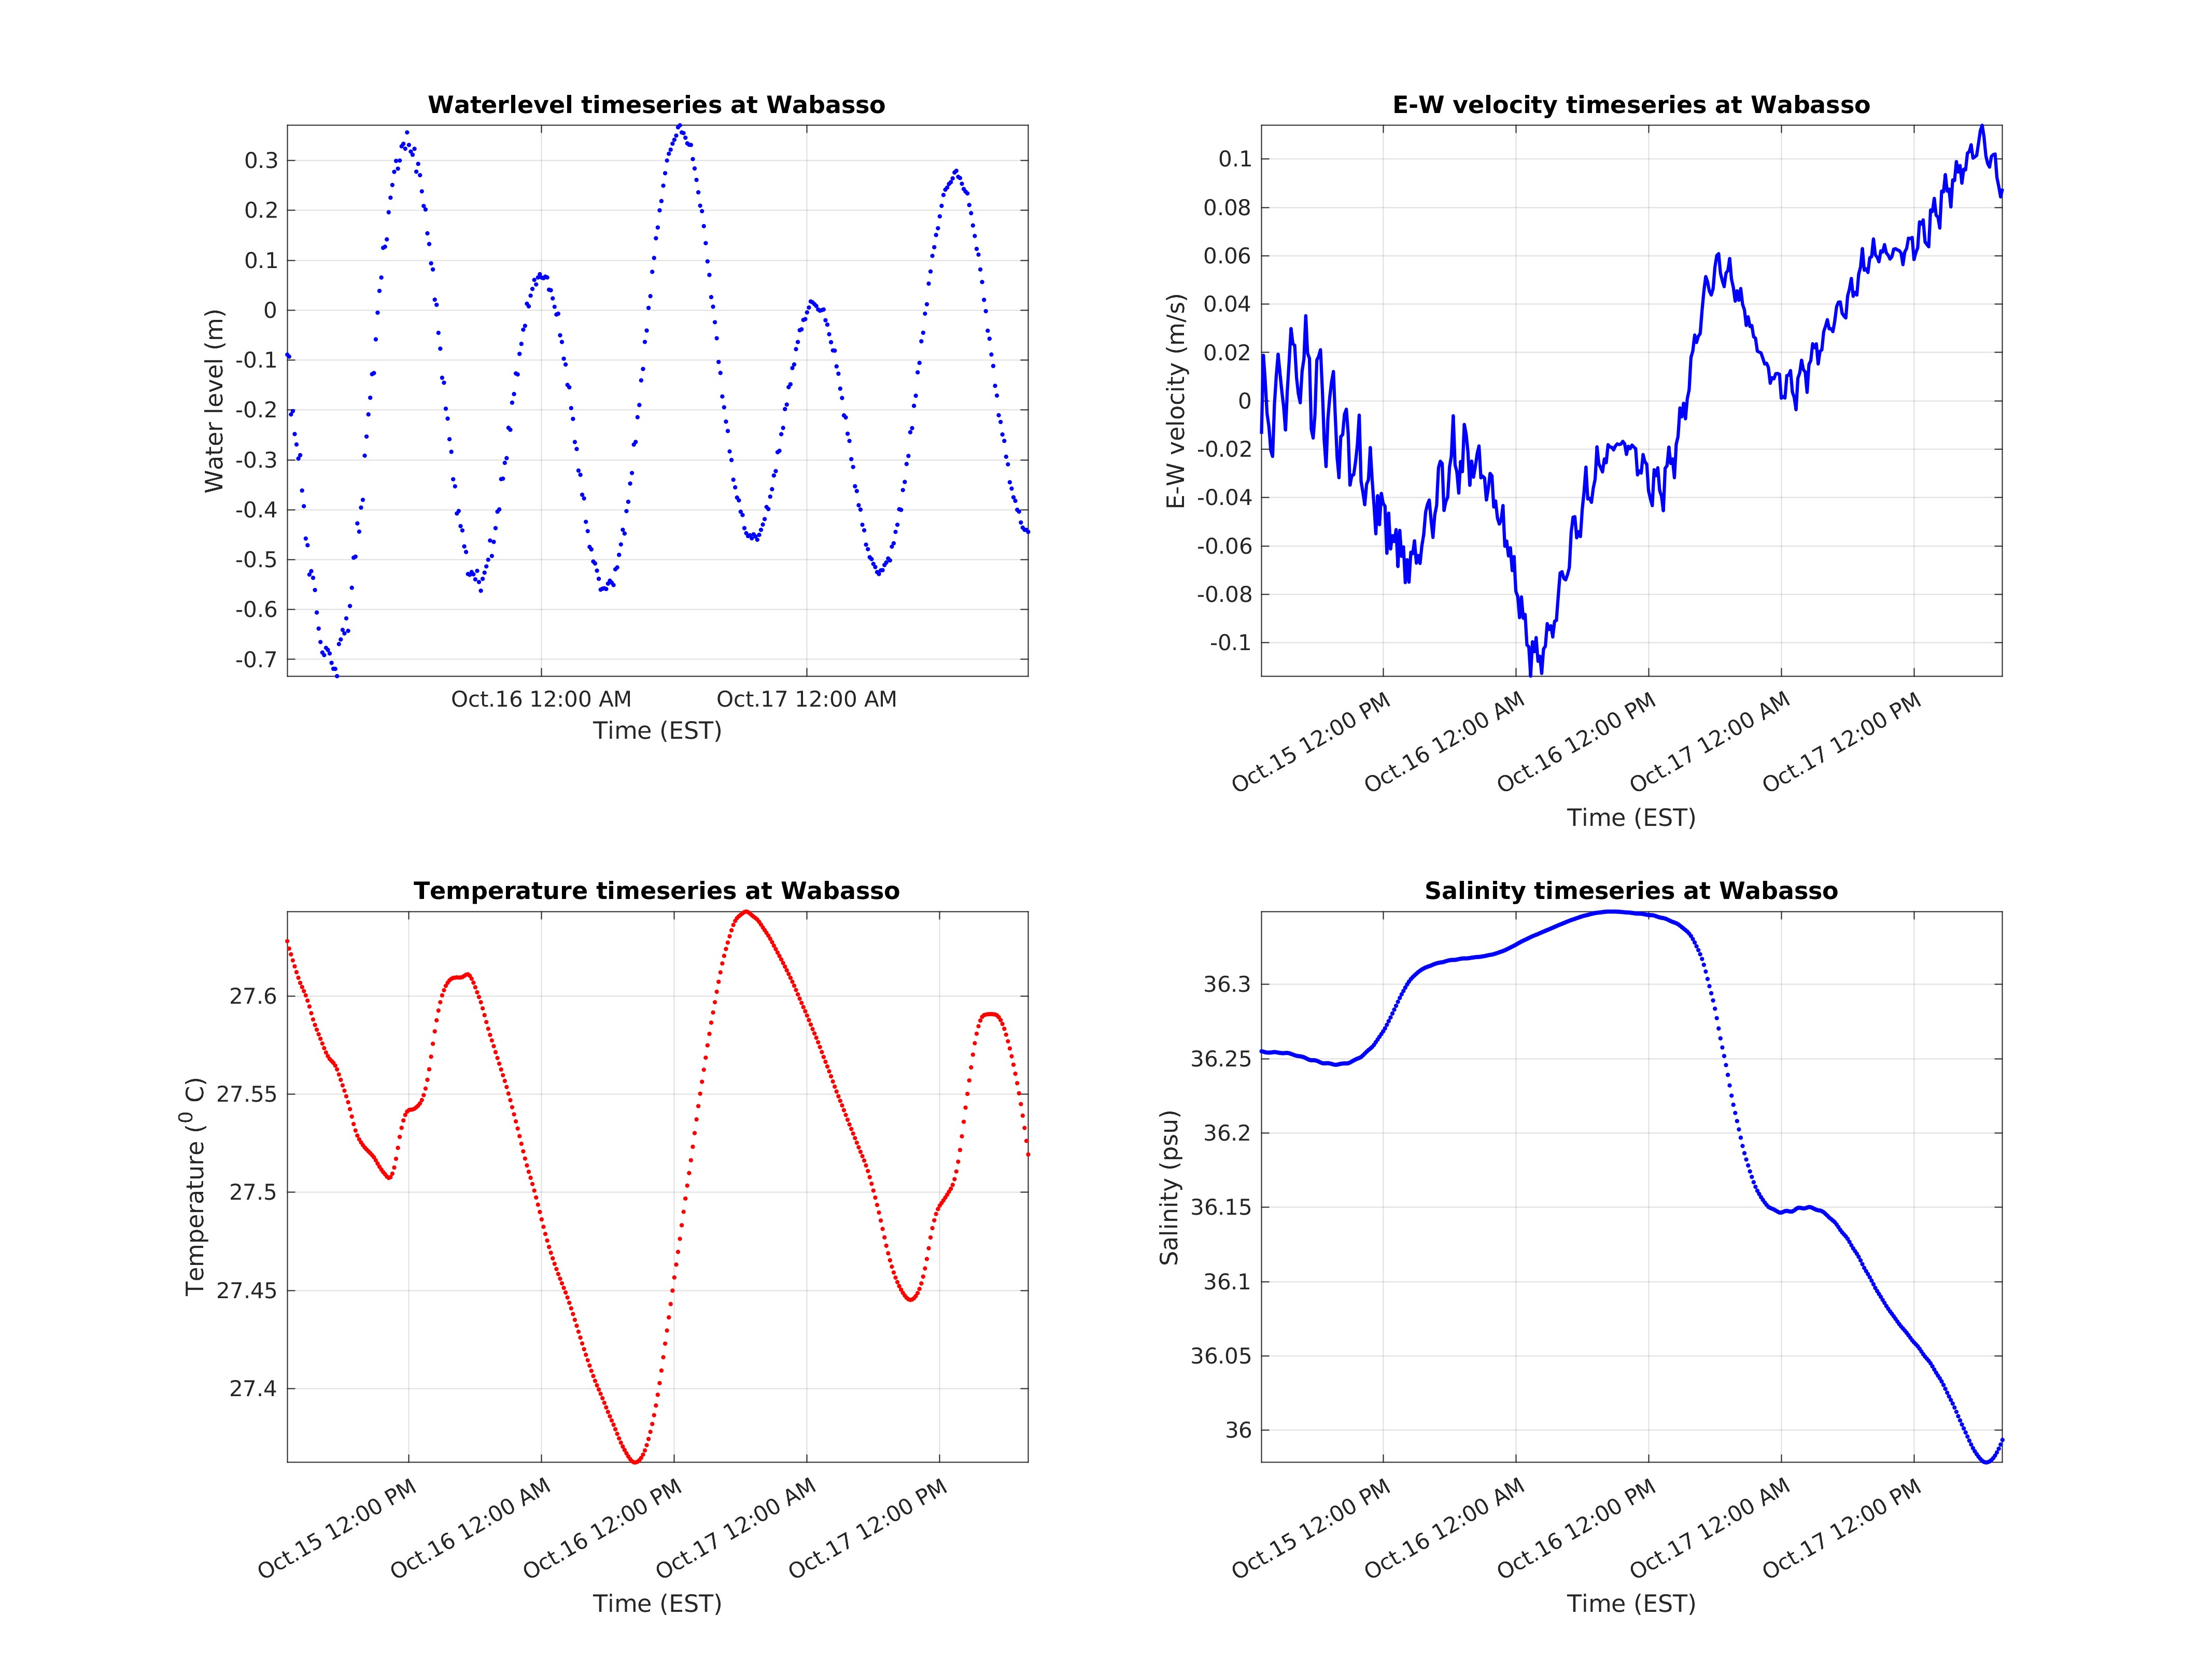 Waterlevel timeseries at Wabasso
0.3
0.2
0.1
0
-0.1
-0.2
-0.3
-0.4
-0.5
-0.6
-0.7
Water level (m)
Oct.16 12:00 AM
Oct.17 12:00 AM
Time (EST)
E-W velocity timeseries at Wabasso
0.1
0.08
0.06
0.04
0.02
0
-0.02
-0.04
-0.06
-0.08
-0.1
E-W velocity (m/s)
Oct.15 12:00 PM
Oct.16 12:00 AM
Oct.16 12:00 PM
Oct.17 12:00 AM
Oct.17 12:00 PM
Time (EST)
Temperature timeseries at Wabasso
27.6
27.55
27.5
27.45
27.4
Temperature (⁰ C)
Oct.15 12:00 PM
Oct.16 12:00 AM
Oct.16 12:00 PM
Oct.17 12:00 AM
Oct.17 12:00 PM
Time (EST)
Salinity timeseries at Wabasso
36.3
36.25
36.2
36.15
36.1
36.05
36
Salinity (psu)
Oct.15 12:00 PM
Oct.16 12:00 AM
Oct.16 12:00 PM
Oct.17 12:00 AM
Oct.17 12:00 PM
Time (EST)